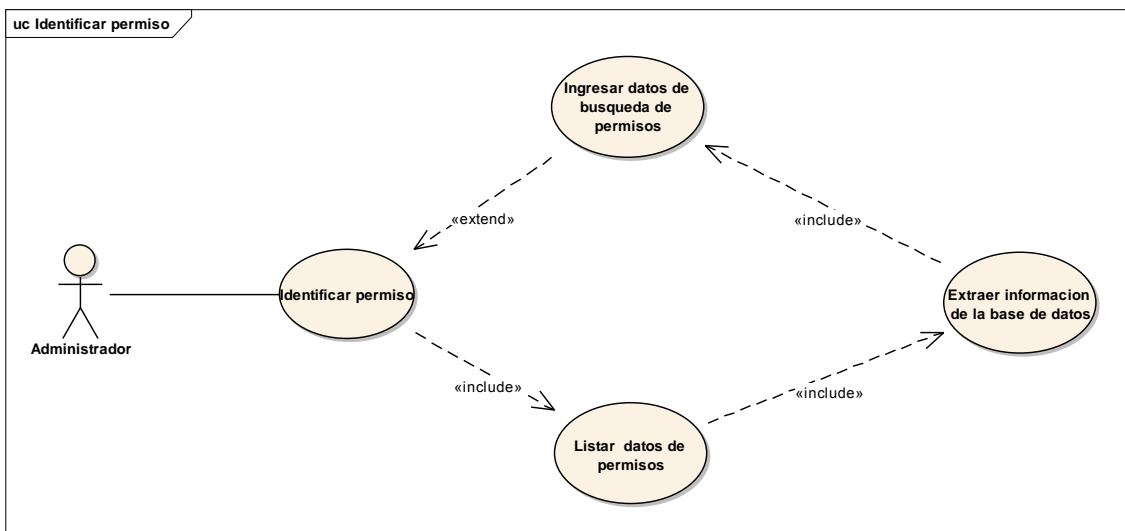 uc Identificar permiso
Ingresar datos de
busqueda de
permisos
«extend»
«include»
Identificar permiso
Extraer informacion
de la base de datos
Administrador
«include»
«include»
Listar datos de
permisos